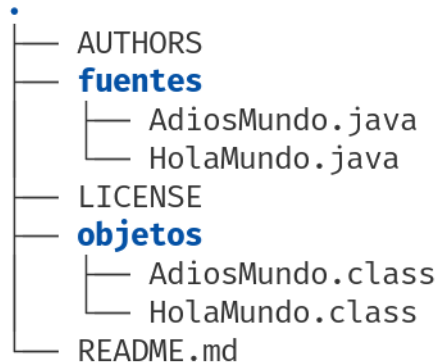 .
AUTHORS
fuentes
AdiosMundo.java
HolaMundo.java
LICENSE
objetos
AdiosMundo.class
HolaMundo.class
README.md